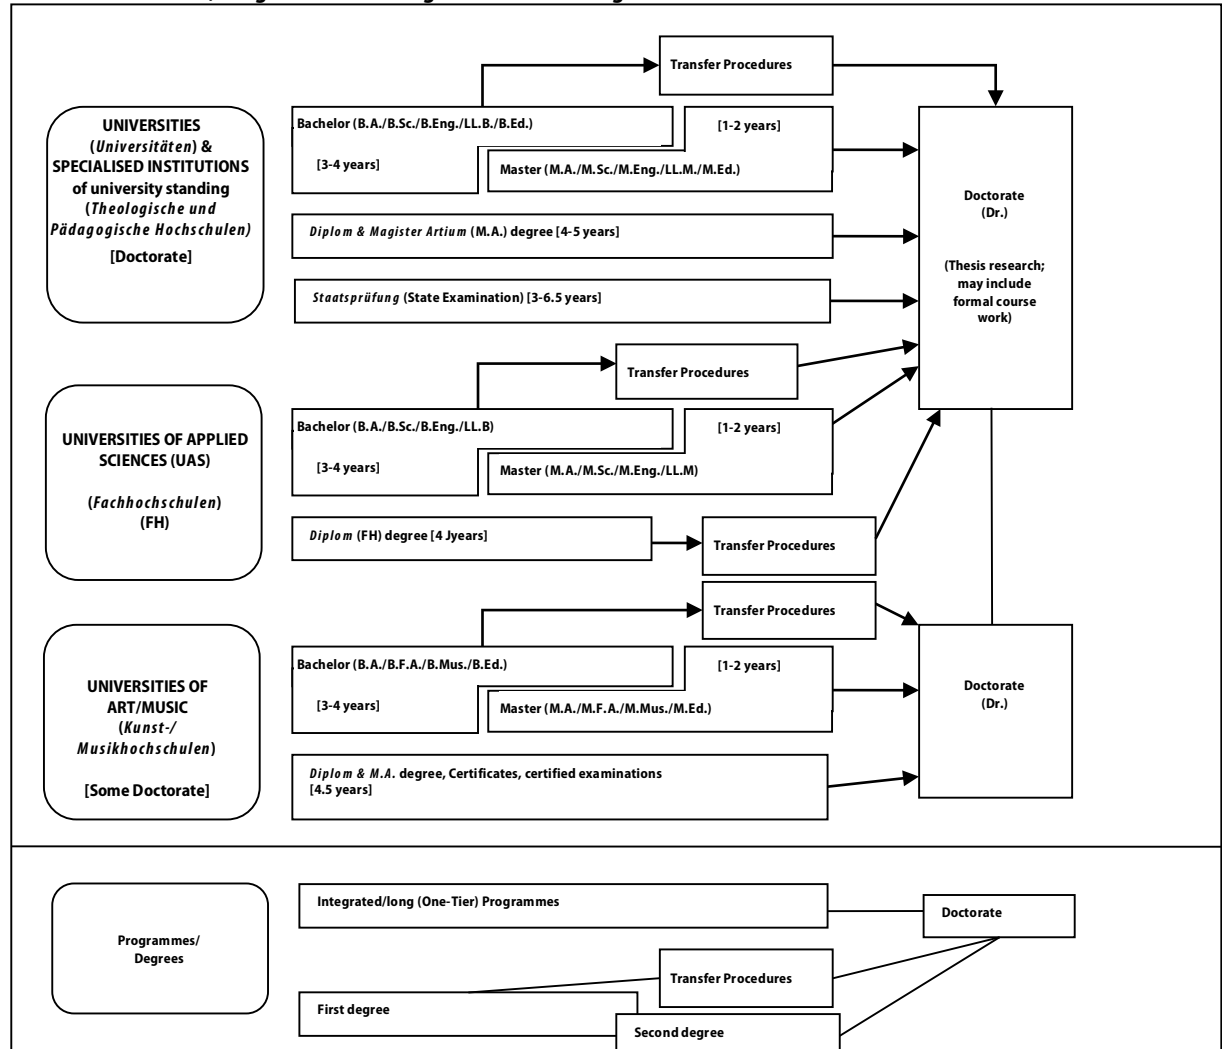 Transfer Procedures
UNIVERSITIES
(Universitäten) &
SPECIALISED INSTITUTIONS
of university standing
(Theologische und
Pädagogische Hochschulen)
[Doctorate]
Bachelor (B.A./B.Sc./B.Eng./LL.B./B.Ed.)
[3-4 years]
[1-2 years]
Master (M.A./M.Sc./M.Eng./LL.M./M.Ed.)
Diplom & Magister Artium (M.A.) degree [4-5 years]
Staatsprüfung (State Examination) [3-6.5 years]
Doctorate
(Dr.)
(Thesis research;
may include
formal course
work)
Transfer Procedures
UNIVERSITIES OF APPLIED
SCIENCES (UAS)
(Fachhochschulen)
(FH)
Bachelor (B.A./B.Sc./B.Eng./LL.B)
[3-4 years]
[1-2 years]
Master (M.A./M.Sc./M.Eng./LL.M)
Diplom (FH) degree [4 Jyears]
Transfer Procedures
Transfer Procedures
UNIVERSITIES OF
ART/MUSIC
(Kunst-/
Musikhochschulen)
[Some Doctorate]
Bachelor (B.A./B.F.A./B.Mus./B.Ed.)
[3-4 years]
[1-2 years]
Master (M.A./M.F.A./M.Mus./M.Ed.)
Diplom & M.A. degree, Certificates, certified examinations
[4.5 years]
Doctorate
(Dr.)
Programmes/
Degrees
Integrated/long (One-Tier) Programmes
Doctorate
Transfer Procedures
First degree
Second degree